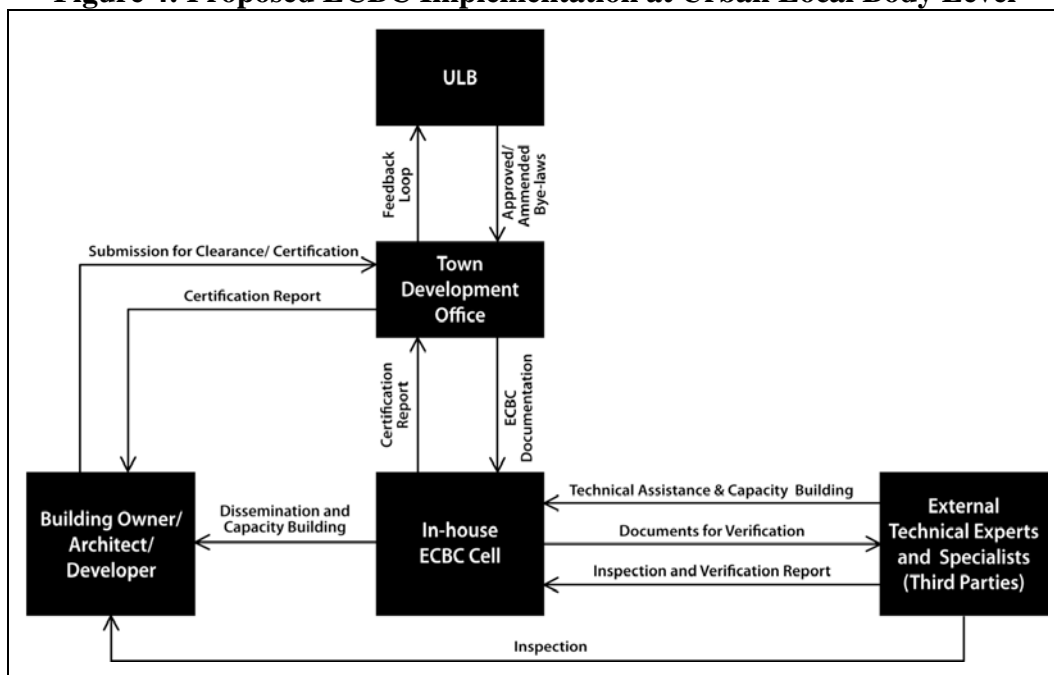 Figure 4: Proposed ECBC Implementation at Urban Local Body Level
ULB
Feedback
Loop
Approved/
Ammended
Bye-laws
Submission for Clearance/ Certification
Town
Development
Office
Certification Report
Certification
Report
ECBC
Documentation
Building Owner/
Architect/
Developer
Dissemination and
Capacity Building
In-house
ECBC Cell
Technical Assistance & Capacity Building
Documents for Verification
Inspection and Verification Report
External
Technical Experts
and Specialists
(Third Parties)
Inspection